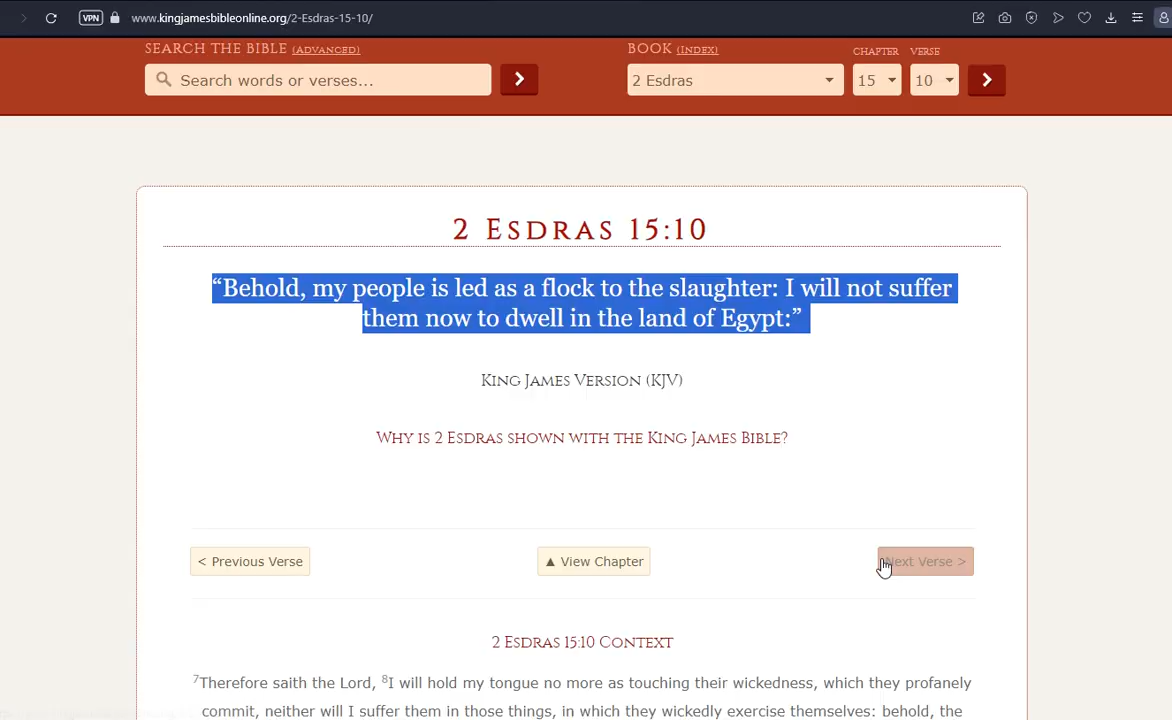 www.kingjamesbibleonline.org/2-Esdras-15-10/
VPN
SEARCH THE BIBLE (ADVANCED)
BOOK (INDEX)
CHAPTER VERSE
Search words or verses...
2 Esdras
15
10
2 Esdras 15:10
“Behold, my people is led as a flock to the slaughter: I will not suffer
them now to dwell in the land of Egypt:”
King James Version (KJV)
Why is 2 Esdras shown with the King James Bible?
< Previous Verse
▲ View Chapter
Next Verse >
2 Esdras 15:10 Context
7Therefore saith the Lord, 8I will hold my tongue no more as touching their wickedness, which they profanely
commit, neither will I suffer them in those things, in which they wickedly exercise themselves: behold, the